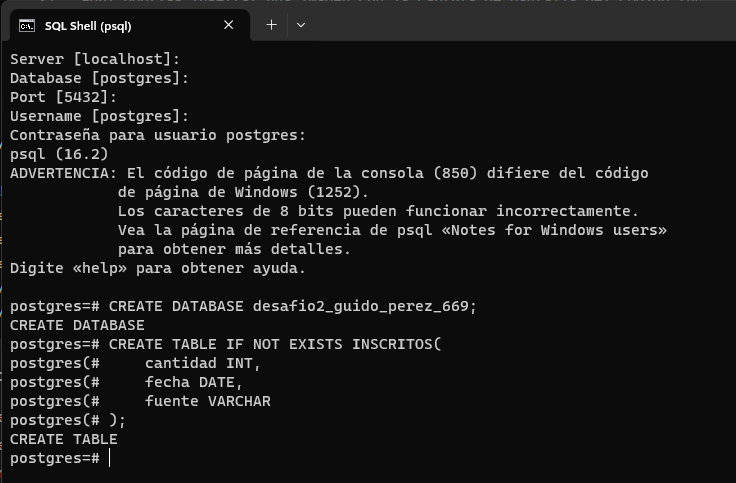 SQL Shell (psql)
Server [localhost]:
Database [postgres]:
Port [5432]:
Username [postgres]:
Contraseña para usuario postgres:
psql (16.2)
ADVERTENCIA: El código de página de la consola (850) difiere del código
            de página de Windows (1252).
            Los caracteres de 8 bits pueden funcionar incorrectamente.
            Vea la página de referencia de psql «Notes for Windows users»
            para obtener más detalles.
Digite «help» para obtener ayuda.

postgres=# CREATE DATABASE desafio2_guido_perez_669;
CREATE DATABASE
postgres=# CREATE TABLE IF NOT EXISTS INSCRITOS(
postgres(#     cantidad INT,
postgres(#     fecha DATE,
postgres(#     fuente VARCHAR
postgres(# );
CREATE TABLE
postgres=#